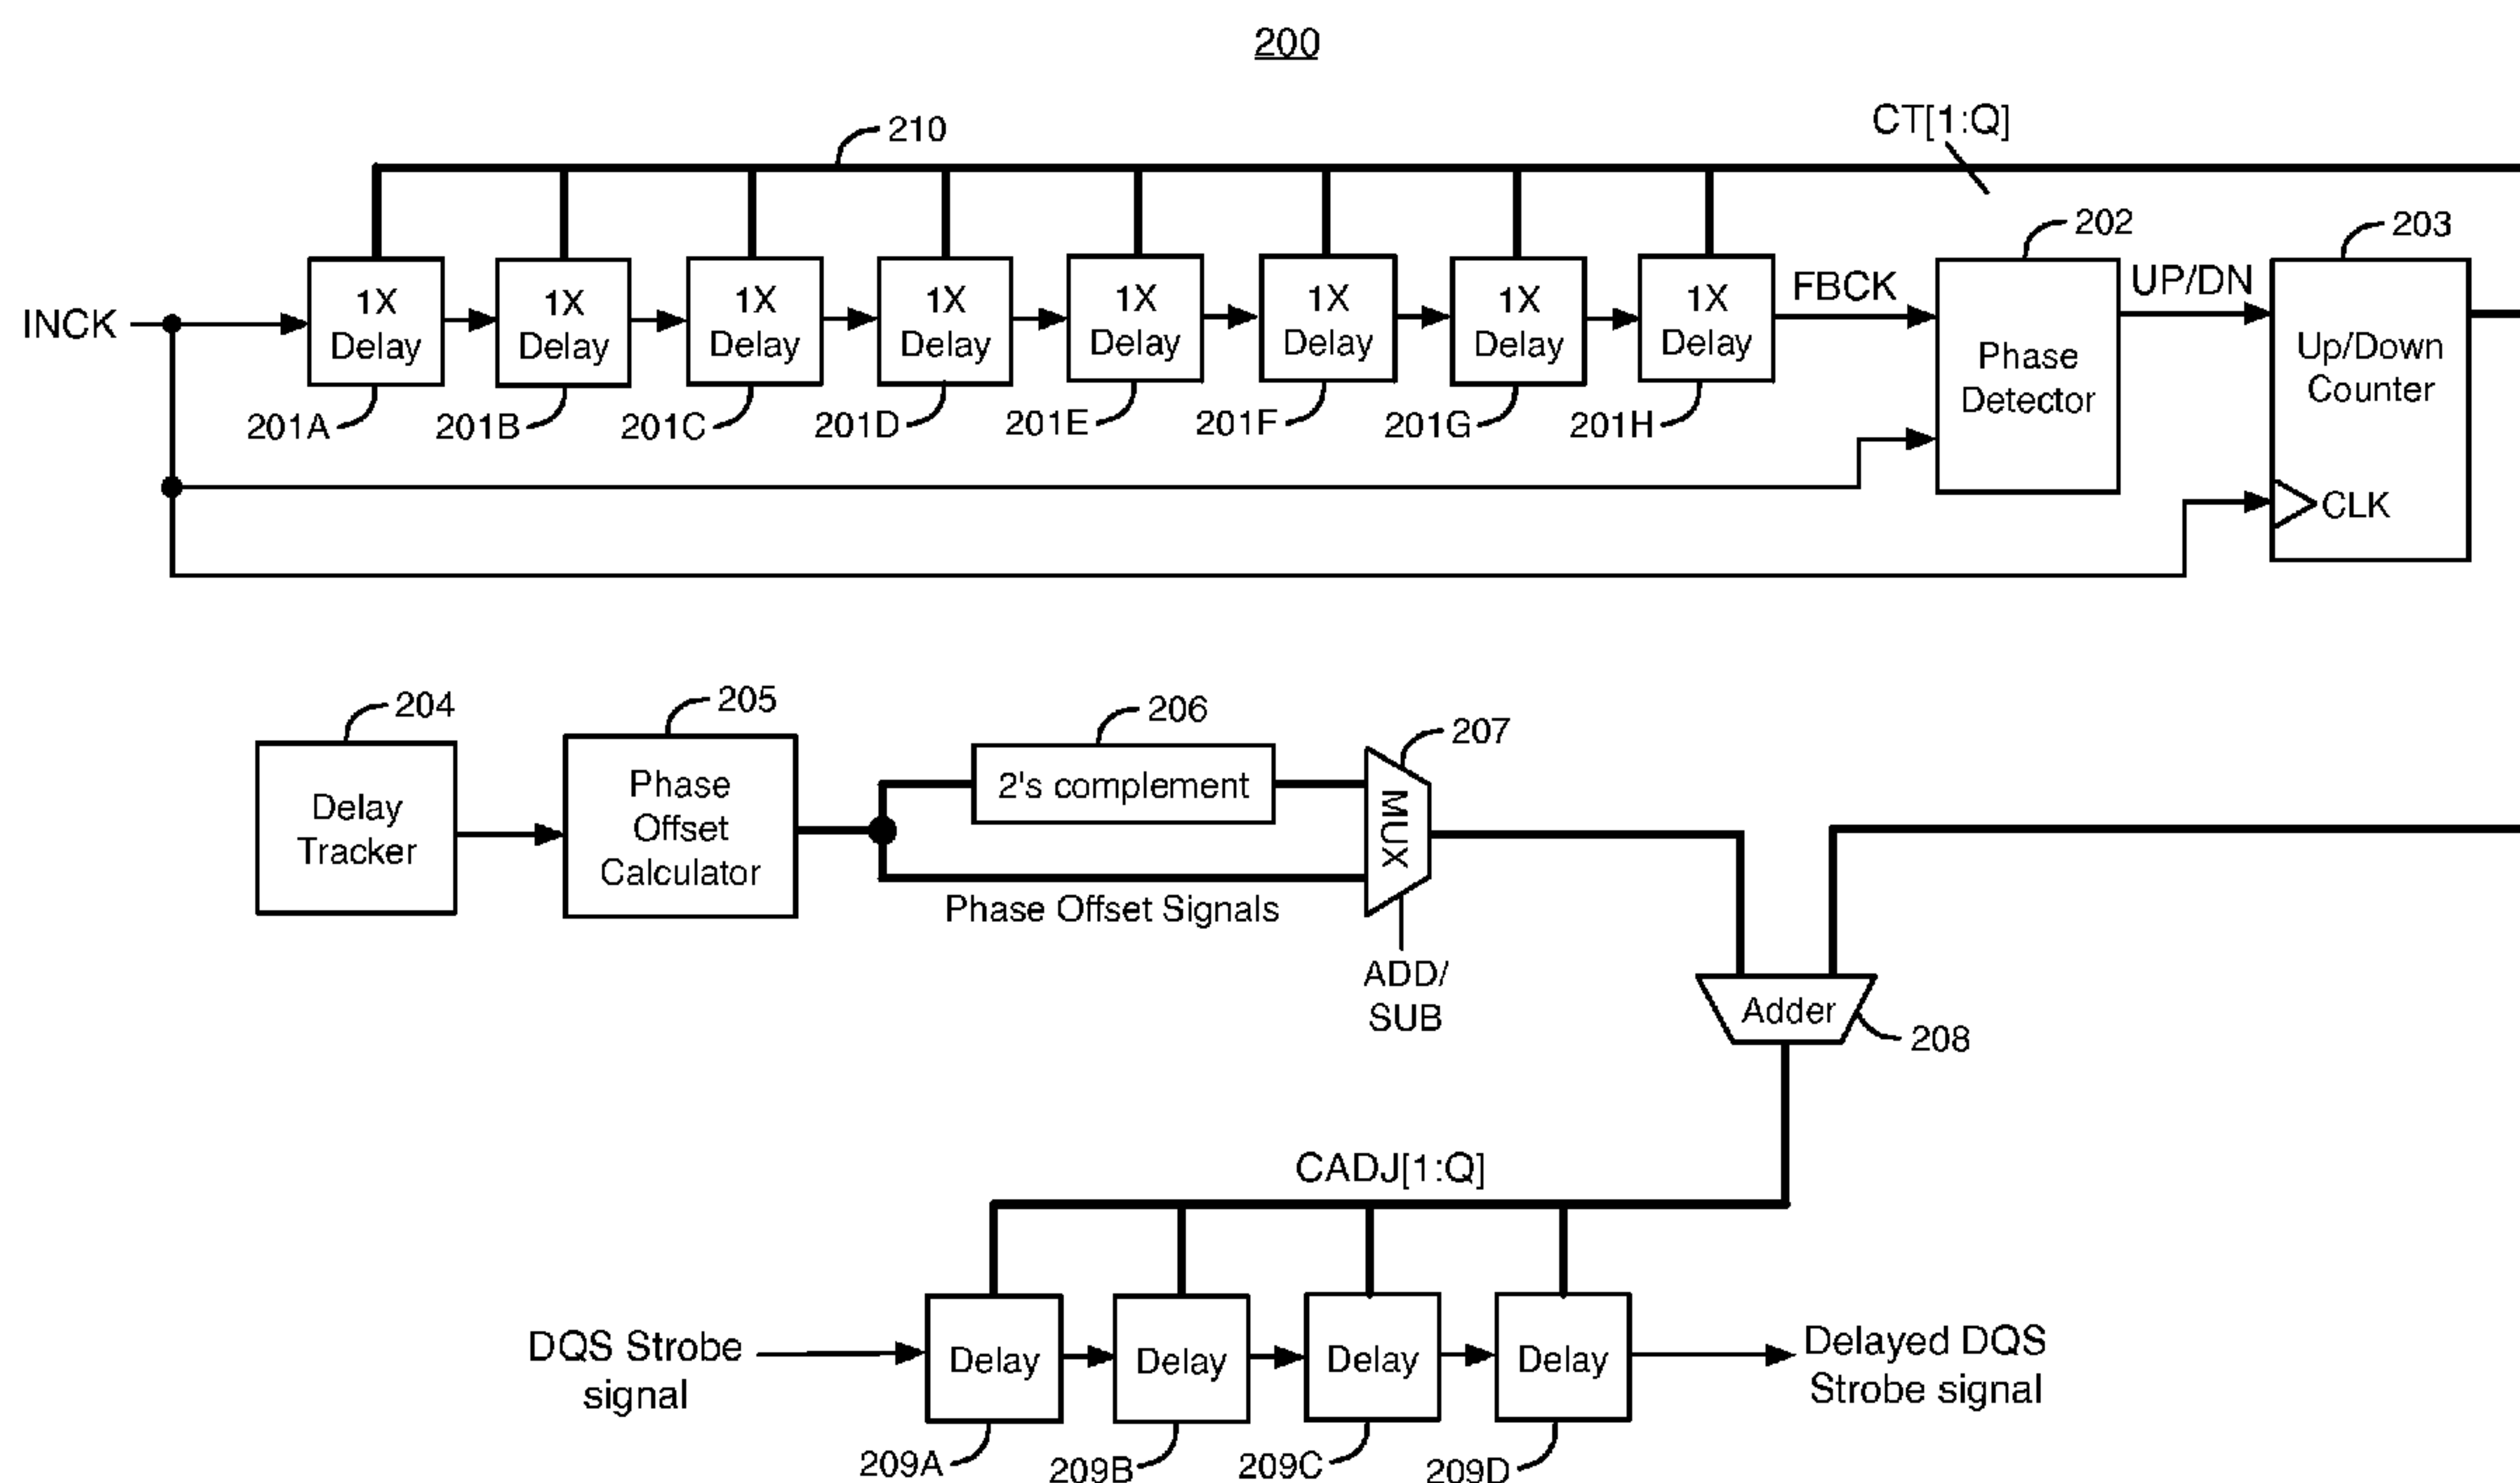 200
210
CT[1:Q]
202
203
INCK
1X
Delay
1X
Delay
1X
Delay
1X
Delay
1X
Delay
1X
Delay
1X
Delay
1X
Delay
FBCK
Phase
Detector
UP/DN
Up/Down
Counter
CLK
201A
201B
201C
201D
201E
201F
201G
201H
204
205
206
207
Delay
Tracker
Phase
Offset
Calculator
2's complement
MUX
Phase Offset Signals
ADD/
SUB
Adder
208
CADJ[1:Q]
DQS Strobe
signal
Delay
Delay
Delay
Delay
Delayed DQS
Strobe signal
209A
209B
209C
209D